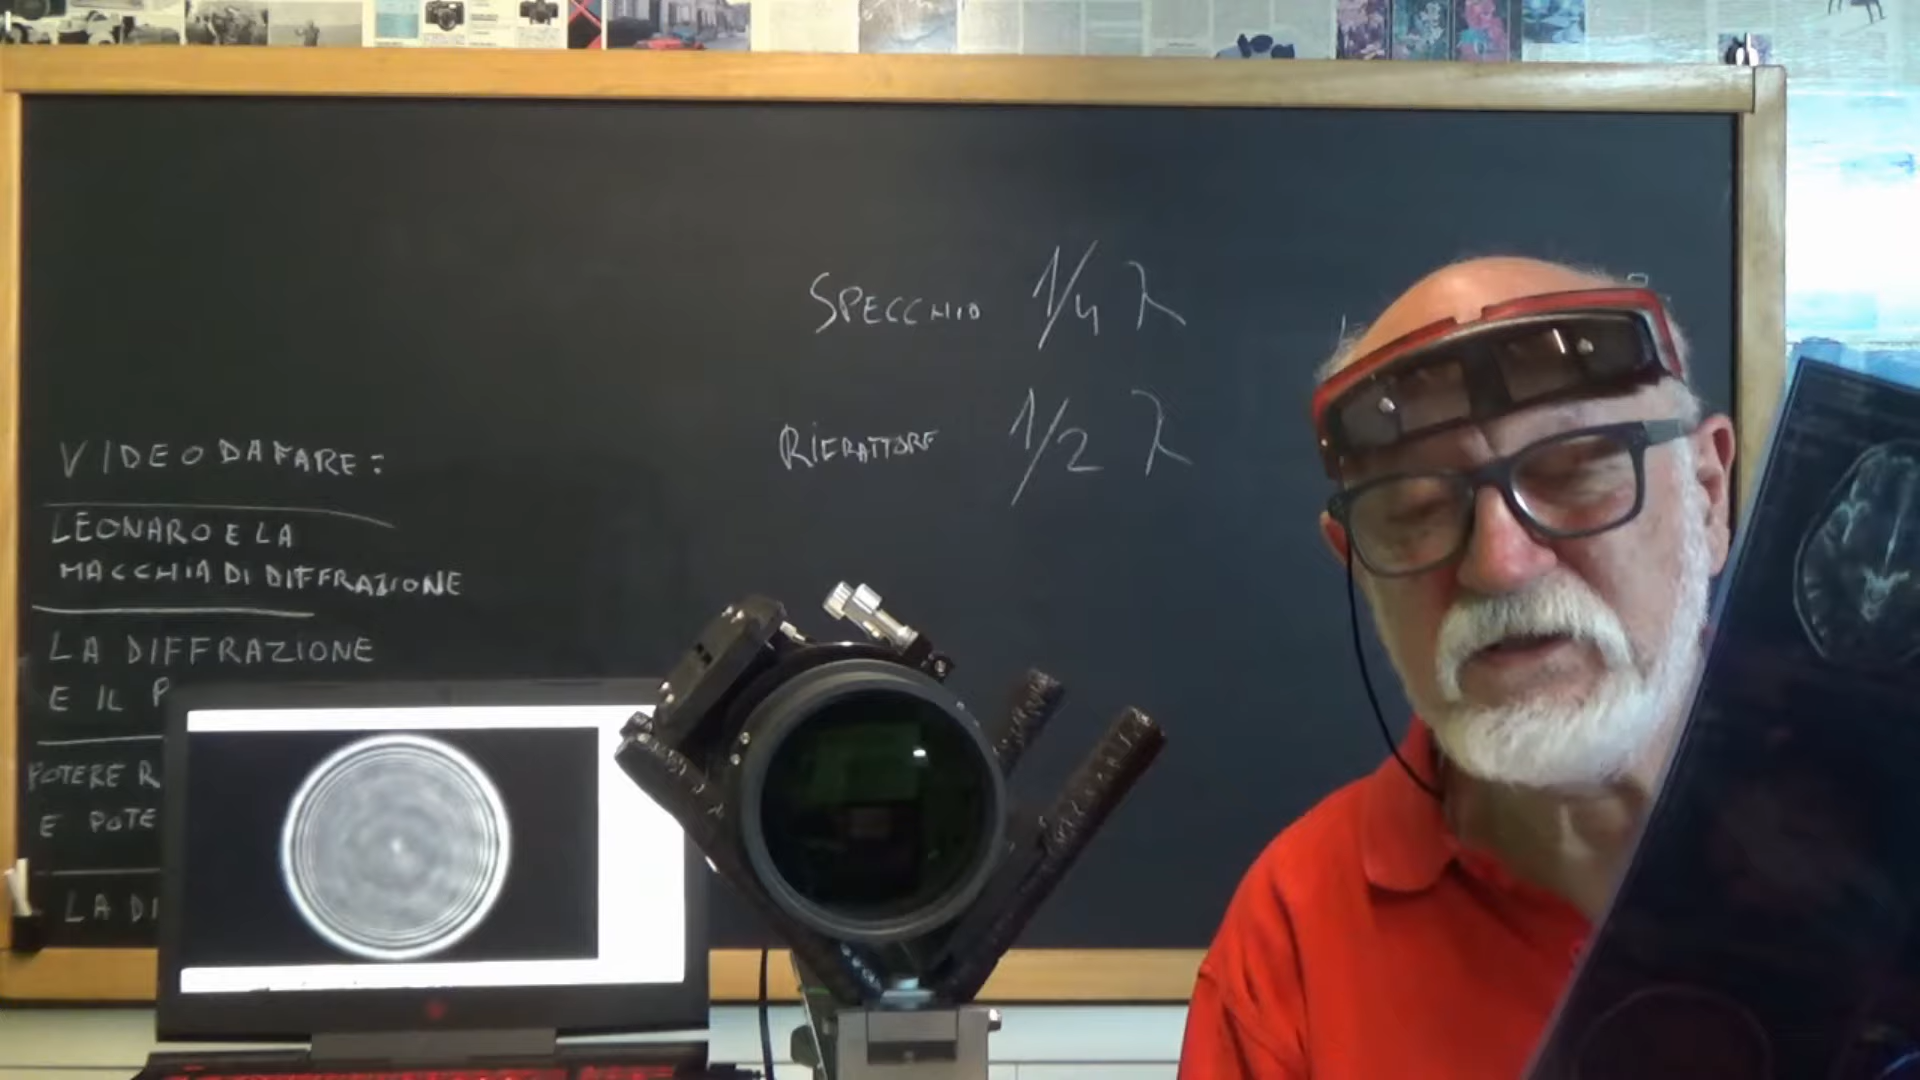 SPECCHIO 1/4 λ
RIFRATTORE 1/2 λ
VIDEO DA FARE:
LEONARO E LA
MACCHIA DI DIFFRAZIONE
LA DIFFRAZIONE
E IL P
POTERE R
E POTE
LA DI